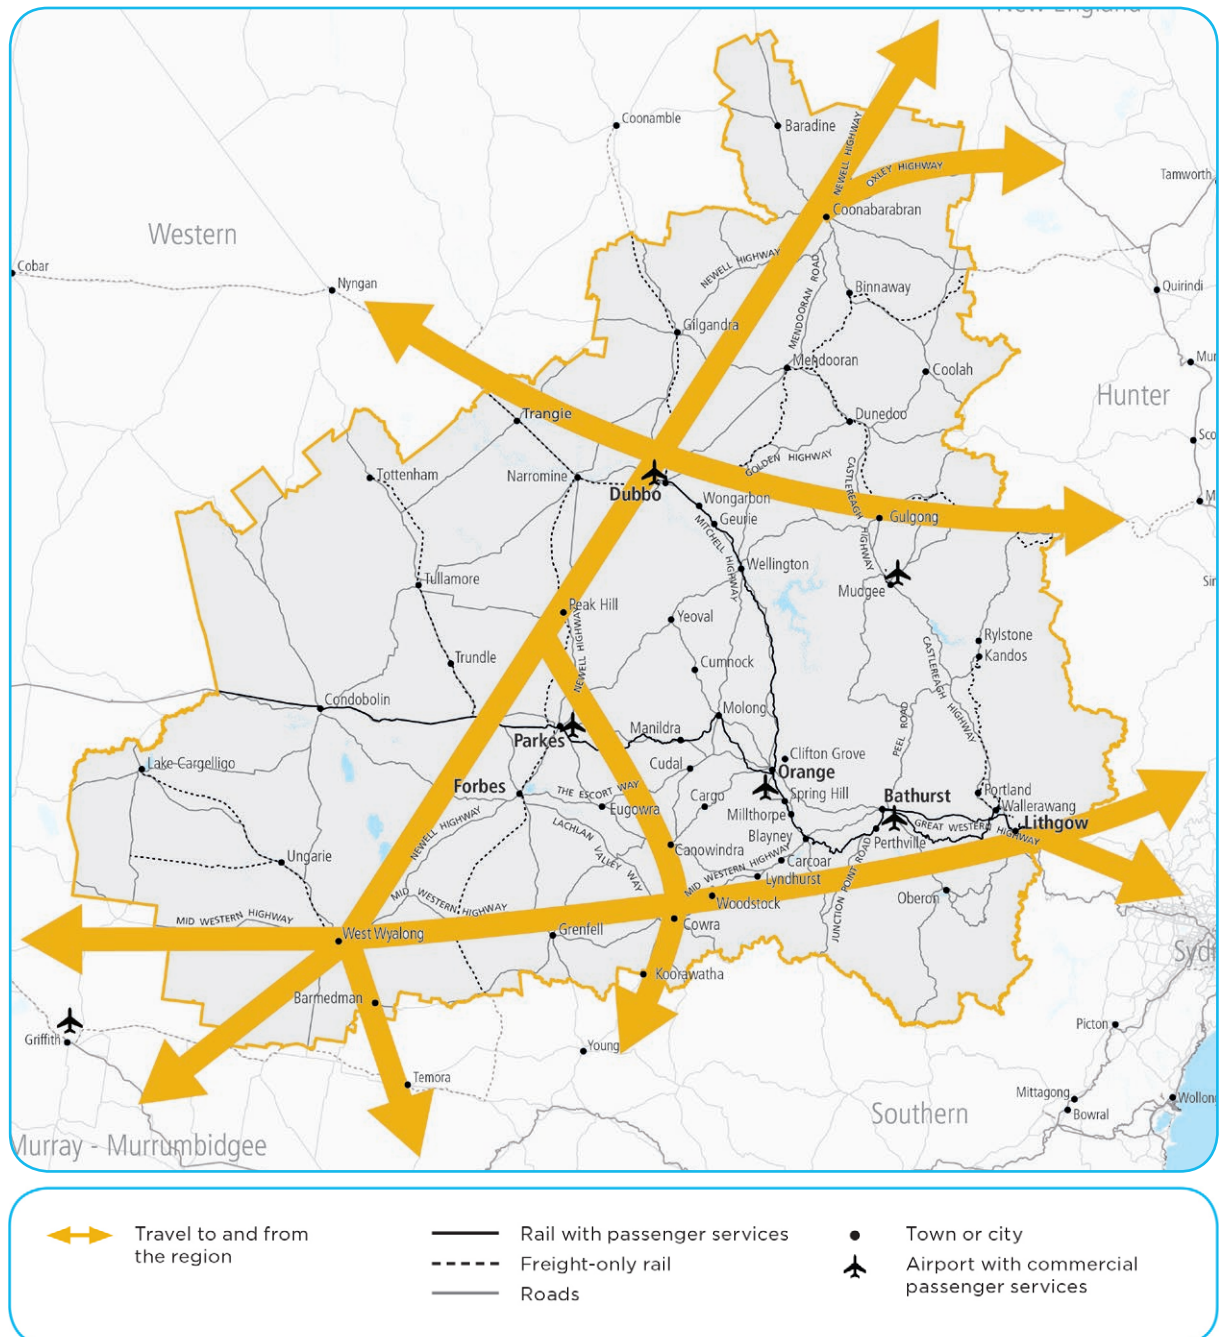 New England
Coonamble
Baradine
NEWELL HIGHWAY
OXLEY HIGHWAY
Tamworth
Coonabarabran
Western
Cobar
Nyngan
NEWELL HIGHWAY
MENDOORAN ROAD
Binnaway
Quirindi
Gilgandra
Mendooran
Coolah
Hunter
Trangie
Dunedoo
GOLDEN HIGHWAY
CASTLEREAGH HIGHWAY
Tottenham
Narromine
Dubbo
Wongarbon
Geurie
Gulgong
MITCHELL HIGHWAY
Wellington
Mudgee
Tullamore
Peak Hill
Yeoval
Rylstone
Kandos
Trundle
Cumnock
NEWELL HIGHWAY
CASTLEREAGH HIGHWAY
Condobolin
Molong
PEEL ROAD
Parkes
Manildra
Clifton Grove
Lake Cargelligo
Cudal
Orange
Forbes
THE ESCORT WAY
Cargo
Spring Hill
Bathurst
Portland
Eugowra
Millthorpe
Wallerawang
Lithgow
GREAT WESTERN HIGHWAY
NEWELL HIGHWAY
LACHLAN VALLEY WAY
Blayney
Perthville
Canowindra
Ungarie
Carcoar
MID WESTERN HIGHWAY
Lyndhurst
JUNCTION POINT ROAD
Oberon
MID WESTERN HIGHWAY
MID WESTERN HIGHWAY
Woodstock
West Wyalong
Grenfell
Cowra
Koorawatha
Barmedman
Griffith
Young
Picton
Temora
Mittagong
Bowral
Southern
Murray - Murrumbidgee
Travel to and from
the region
Rail with passenger services
Freight-only rail
Roads
Town or city
Airport with commercial
passenger services